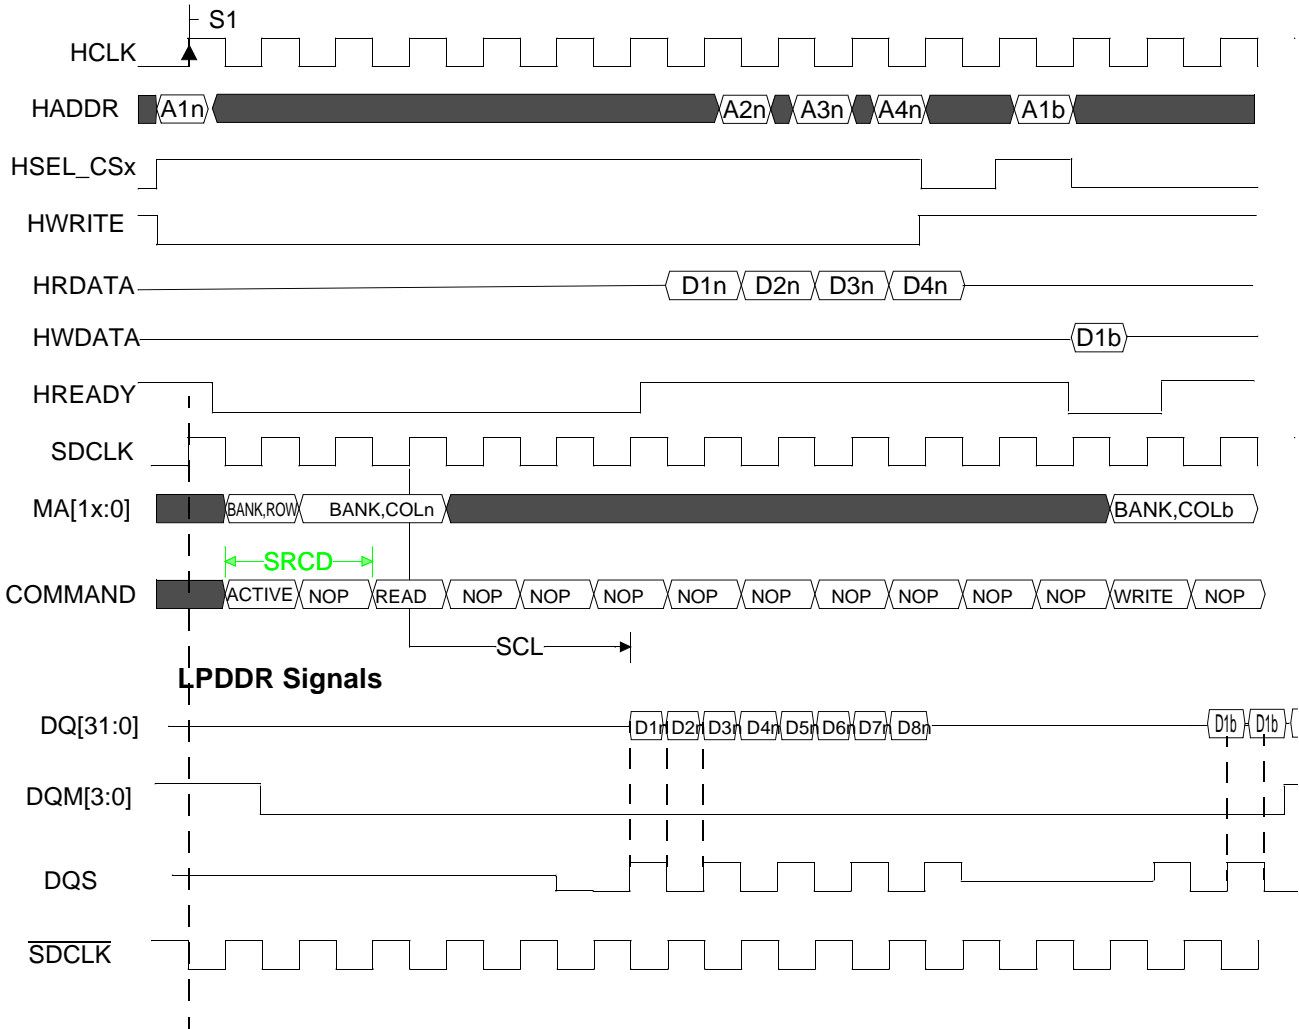 S1
HCLK
HADDR A1n A2n A3n A4n A1b
HSEL_CSx
HWRITE
HRDATA D1n D2n D3n D4n
HWDATA D1b
HREADY
SDCLK
MA[1x:0] BANK,ROW BANK,COLn BANK,COLb
SRCD
COMMAND ACTIVE NOP READ NOP NOP NOP NOP NOP NOP NOP NOP NOP WRITE NOP
SCL
LPDDR Signals
DQ[31:0] D1n D2n D3n D4n D5n D6n D7n D8n D1b D1b
DQM[3:0]
DQS
SDCLK